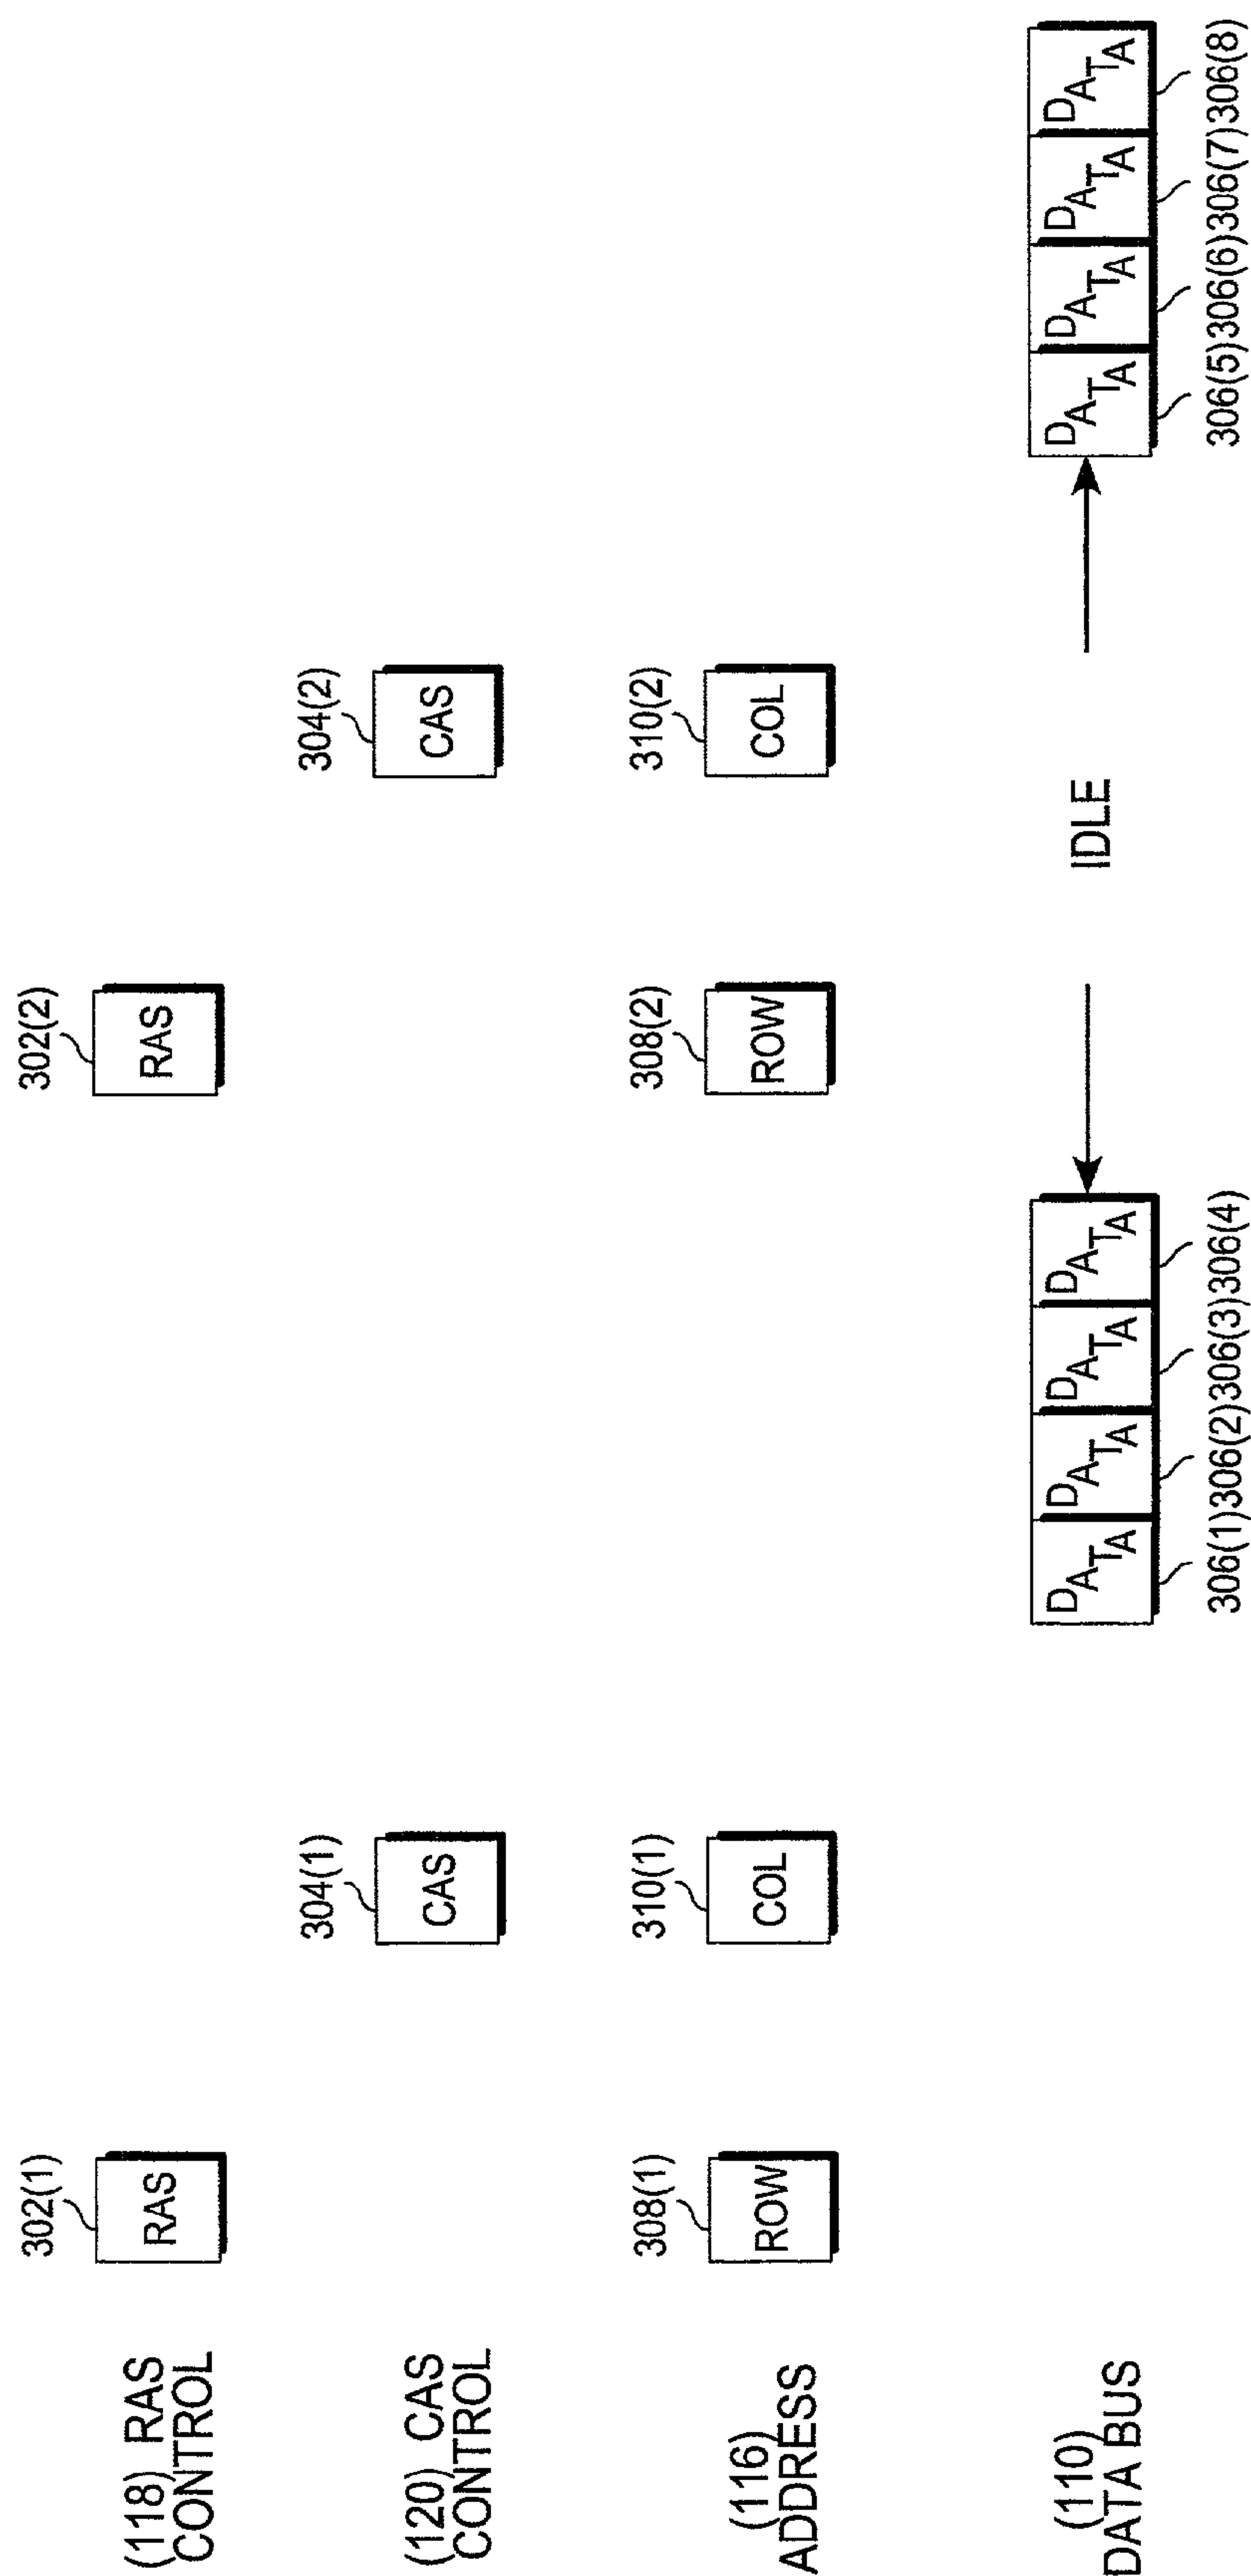 302(1)
302(2)
(118) RAS
CONTROL
RAS
RAS
304(1)
304(2)
(120) CAS
CONTROL
CAS
CAS
308(1)
310(1)
308(2)
310(2)
(116)
ADDRESS
ROW
COL
ROW
COL
(110)
DATA BUS
DATA
DATA
DATA
DATA
IDLE
DATA
DATA
DATA
DATA
306(1) 306(2) 306(3) 306(4)
306(5) 306(6) 306(7) 306(8)